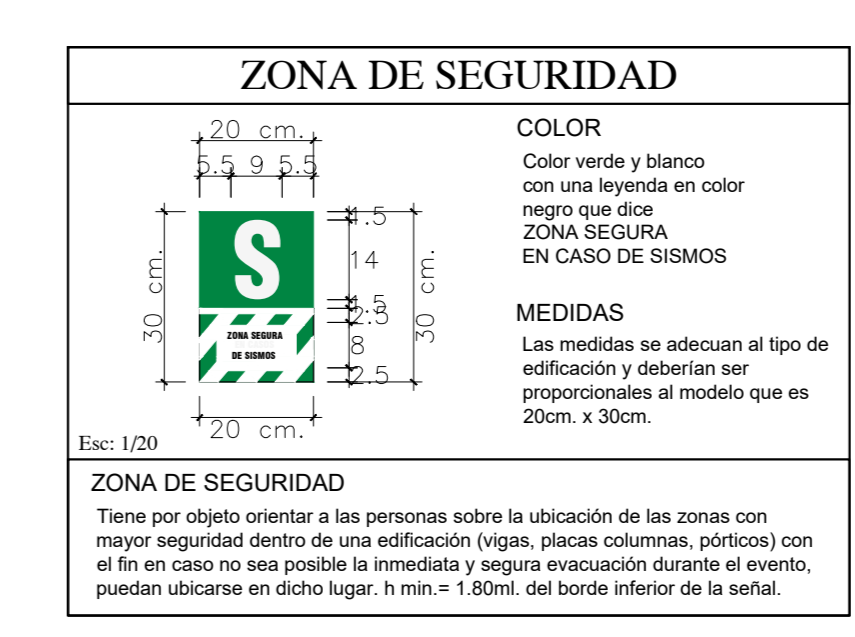 ZONA DE SEGURIDAD
20 cm.
5.5 9 5.5
30 cm.
S
ZONA SEGURA
DE SISMOS
1.5
14
1.5
2.5
8
2.5
30 cm.
20 cm.
Esc: 1/20
COLOR
Color verde y blanco
con una leyenda en color
negro que dice
ZONA SEGURA
EN CASO DE SISMOS
MEDIDAS
Las medidas se adecuan al tipo de
edificación y deberían ser
proporcionales al modelo que es
20cm. x 30cm.
ZONA DE SEGURIDAD
Tiene por objeto orientar a las personas sobre la ubicación de las zonas con
mayor seguridad dentro de una edificación (vigas, placas columnas, pórticos) con
el fin en caso no sea posible la inmediata y segura evacuación durante el evento,
puedan ubicarse en dicho lugar. h min.= 1.80ml. del borde inferior de la señal.